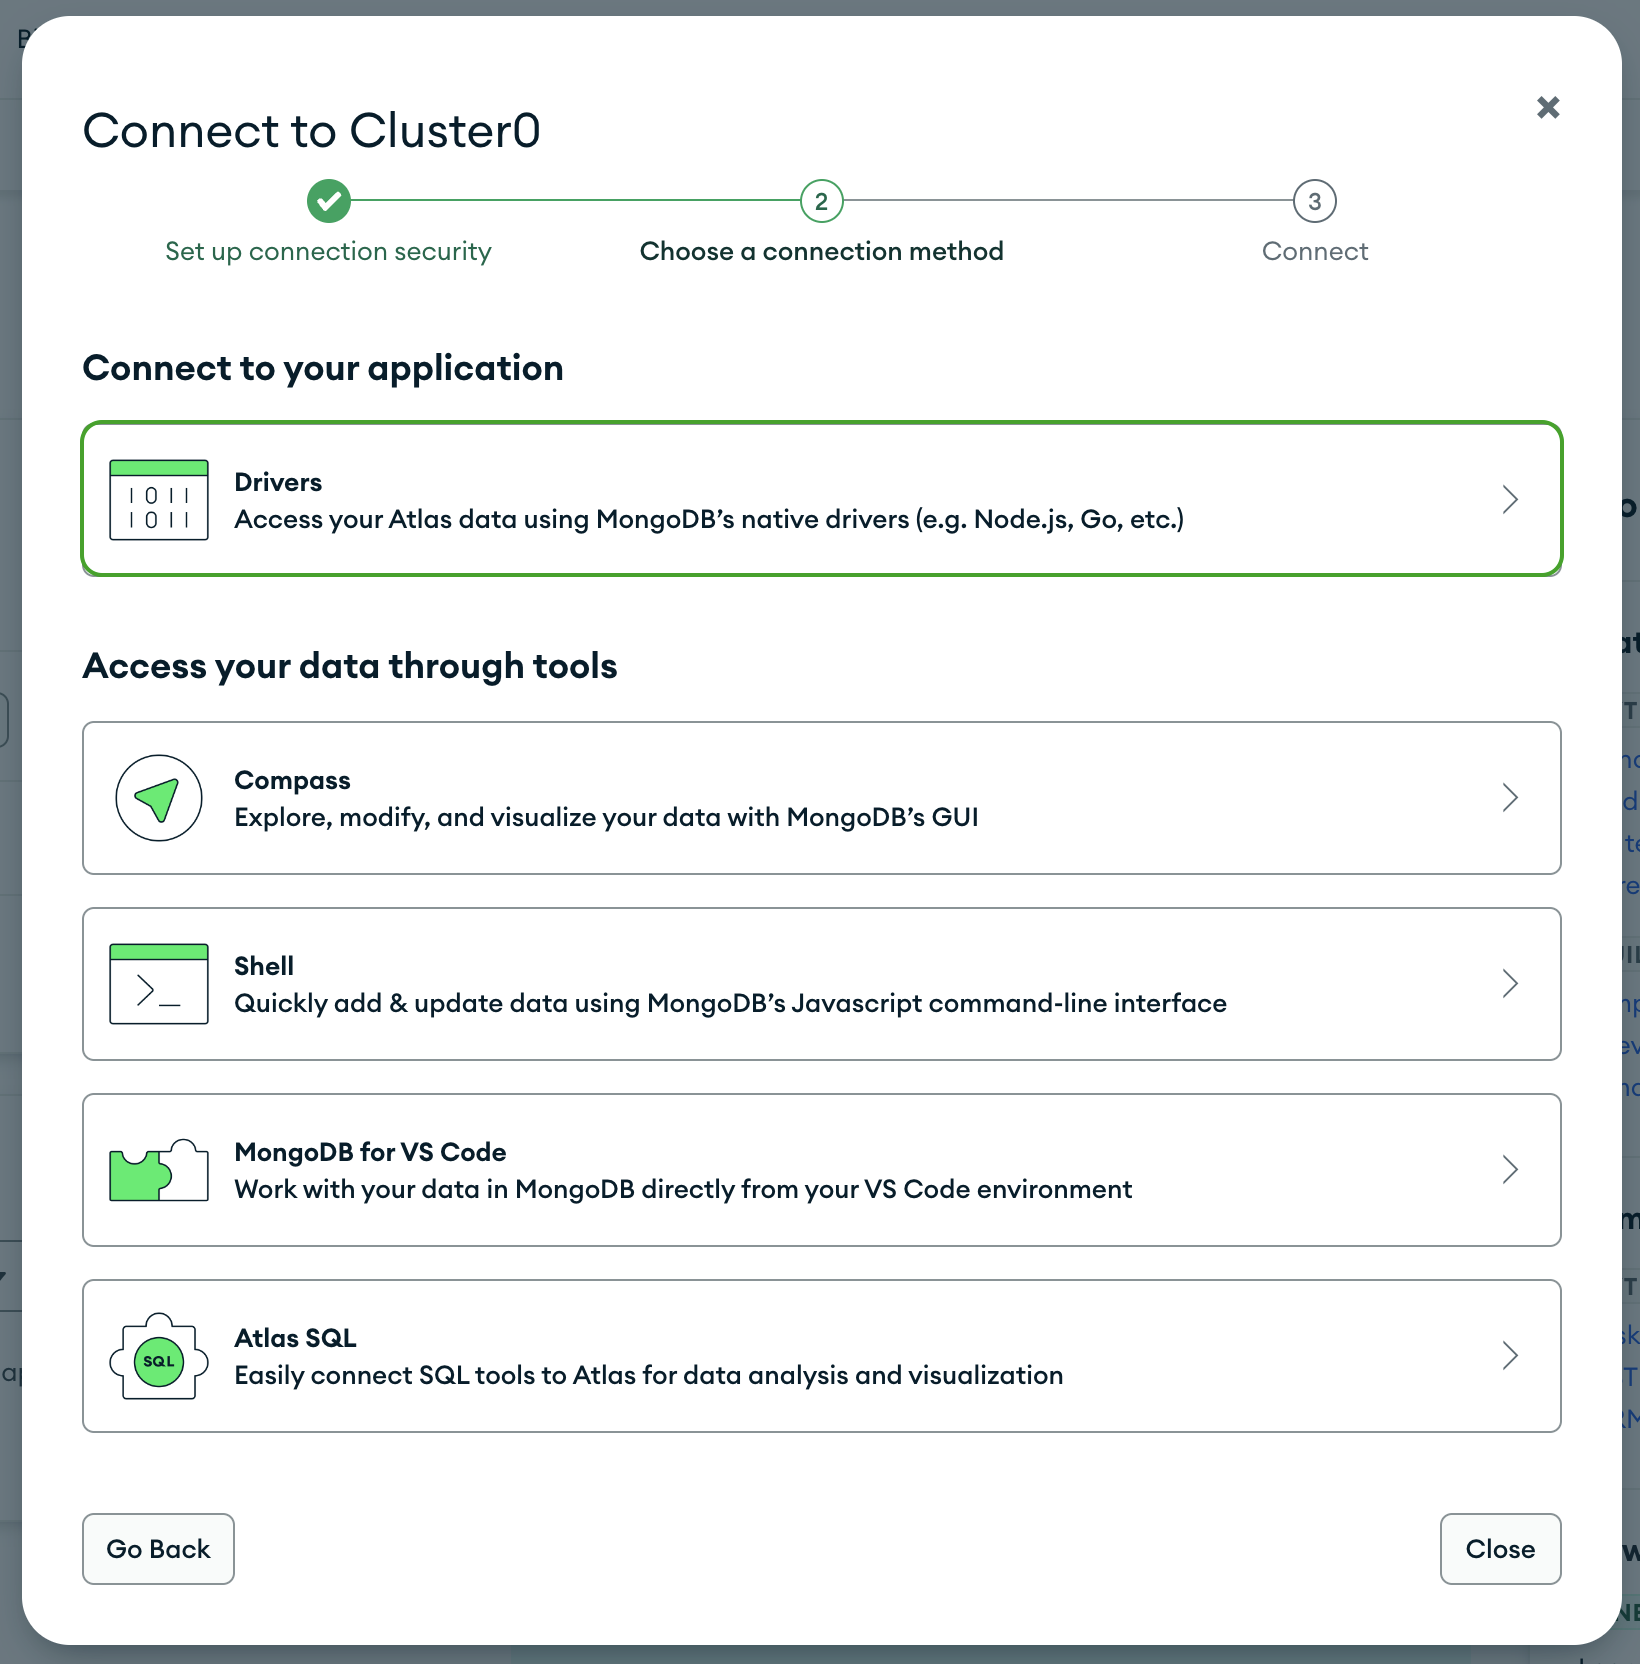 Connect to Cluster0
2
3
Set up connection security
Choose a connection method
Connect
Connect to your application
1011
1011
Drivers
Access your Atlas data using MongoDB’s native drivers (e.g. Node.js, Go, etc.)
Access your data through tools
Compass
Explore, modify, and visualize your data with MongoDB’s GUI
Shell
Quickly add & update data using MongoDB’s Javascript command-line interface
MongoDB for VS Code
Work with your data in MongoDB directly from your VS Code environment
SQL
Atlas SQL
Easily connect SQL tools to Atlas for data analysis and visualization
Go Back
Close